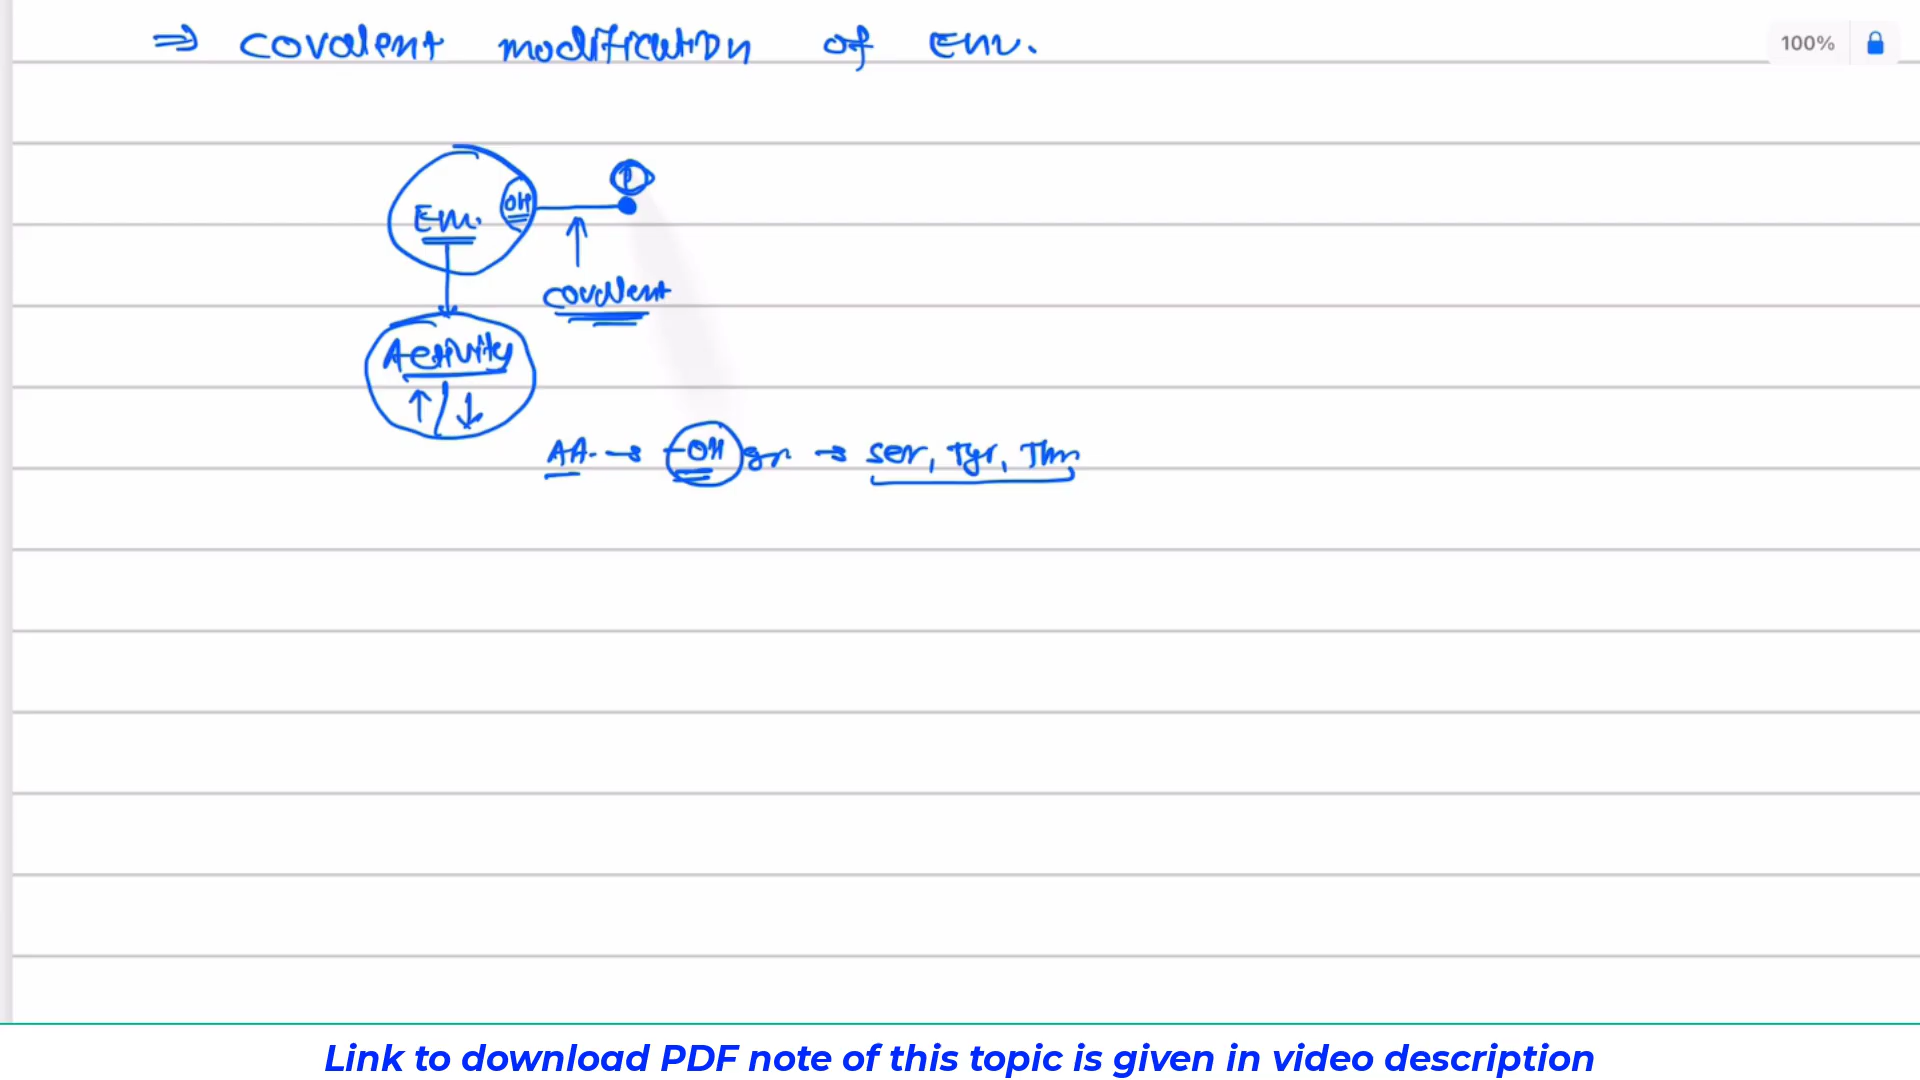 ⇒ covalent modification of Enz.
100%
P
OH
Enz.
covalent
Activity
↑ / ↓
AA. → -OH gr → Ser, Tyr, Thr
Link to download PDF note of this topic is given in video description